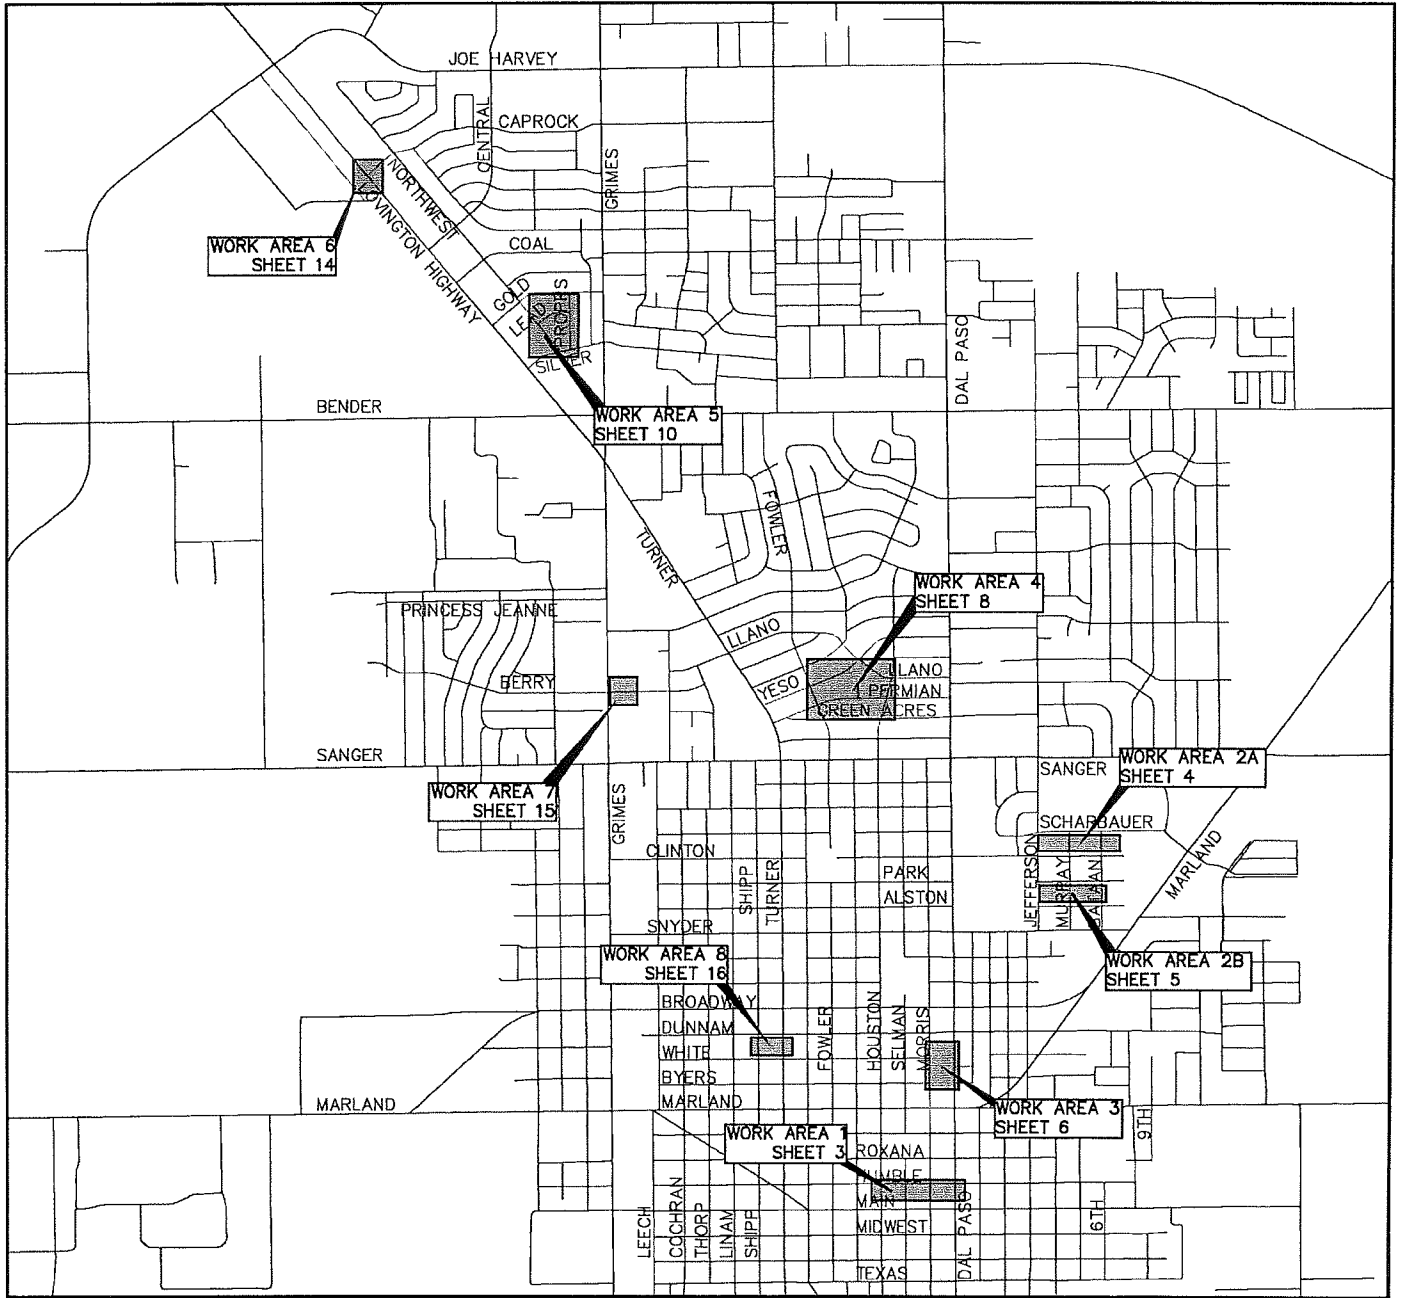 JOE HARVEY
CENTRAL
CAPROCK
GRIMES
NORTHWEST
LOVINGTON HIGHWAY
WORK AREA 6
SHEET 14
COAL
GOLD
LEAD
PROPPS
SILVER
DAL PASO
BENDER
WORK AREA 5
SHEET 10
FOWLER
TURNER
WORK AREA 4
SHEET 8
PRINCESS JEANNE
LLANO
BERRY
YESO
LLANO
PERMIAN
GREEN ACRES
SANGER
WORK AREA 7
SHEET 15
SANGER
WORK AREA 2A
SHEET 4
GRIMES
SCHARBAUER
CLINTON
MARLAND
SHIPP
TURNER
PARK
ALSTON
JEFFERSON
MURRAY
BATAAN
SNYDER
WORK AREA 8
SHEET 16
WORK AREA 2B
SHEET 5
BROADWAY
DUNNAM
WHITE
BYERS
MARLAND
FOWLER
HOUSTON
SELMAN
MORRIS
MARLAND
WORK AREA 3
SHEET 6
9TH
WORK AREA 1
SHEET 3
ROXANA
HUMBLE
MAIN
MIDWEST
LEECH
COCHRAN
THORP
LINAM
SHIPP
DAL PASO
6TH
TEXAS